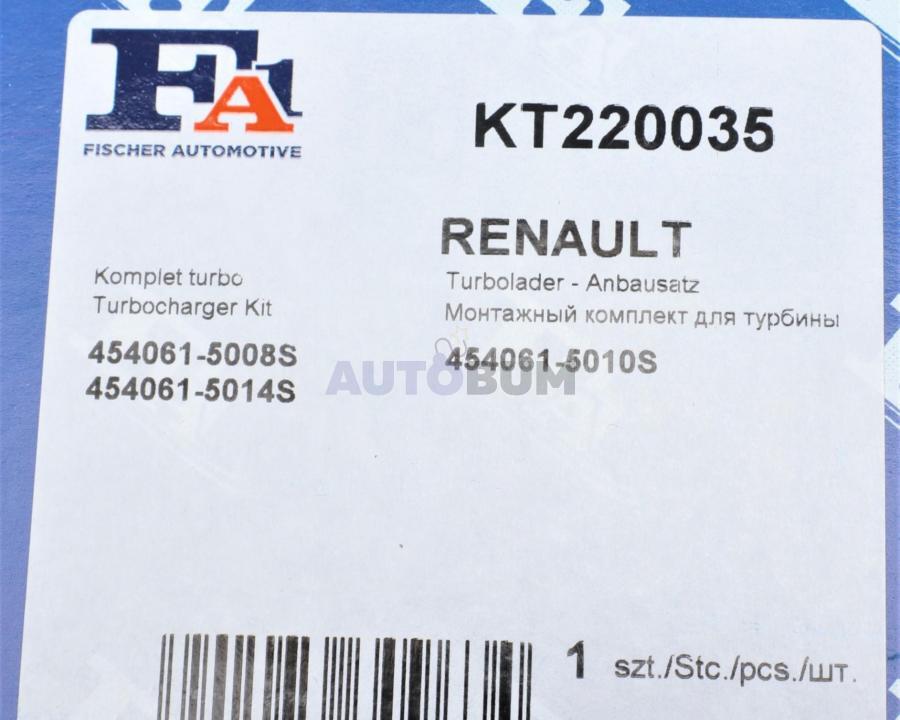 FA1
FISCHER AUTOMOTIVE
KT220035
RENAULT
Komplet turbo
Turbocharger Kit
Turbolader - Anbausatz
Монтажный комплект для турбины
454061-5008S
454061-5014S
454061-5010S
AUTOBUM
1 szt./Stc./pcs./шт.